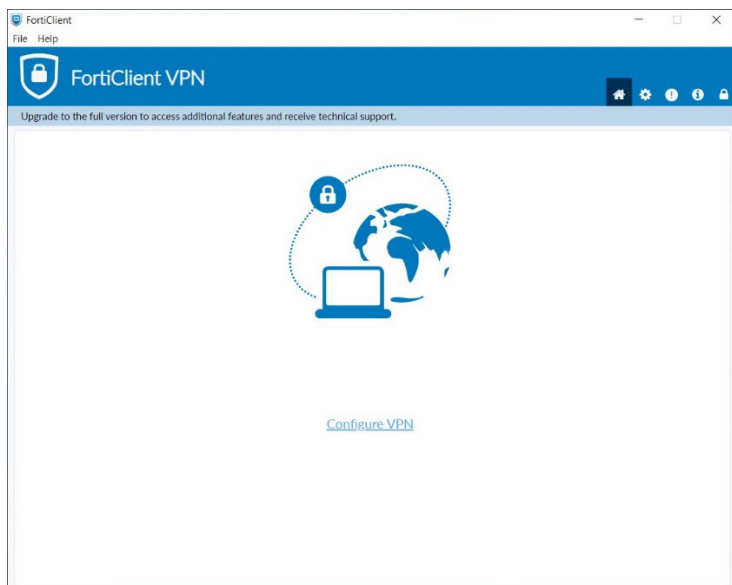 FortiClient
File Help
FortiClient VPN
Upgrade to the full version to access additional features and receive technical support.
Configure VPN